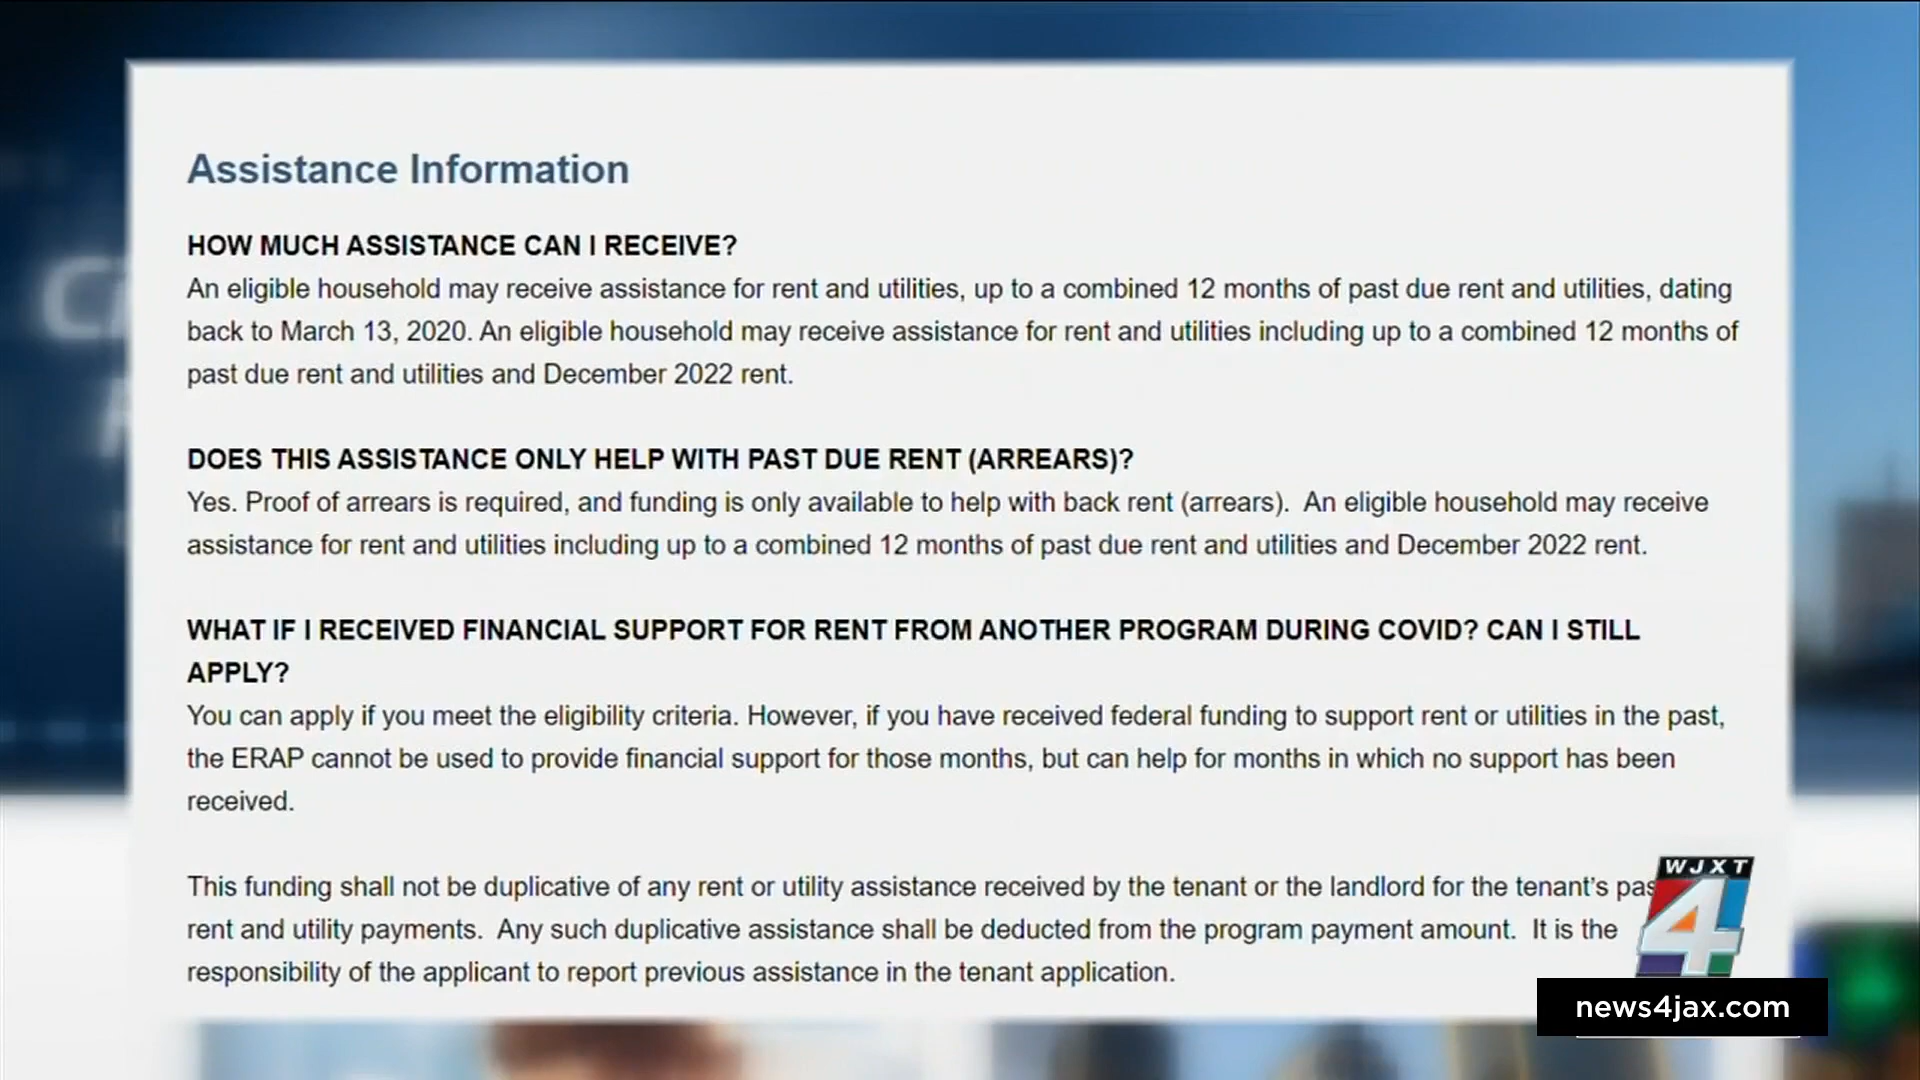 Assistance Information
HOW MUCH ASSISTANCE CAN I RECEIVE?
An eligible household may receive assistance for rent and utilities, up to a combined 12 months of past due rent and utilities, dating
back to March 13, 2020. An eligible household may receive assistance for rent and utilities including up to a combined 12 months of
past due rent and utilities and December 2022 rent.
DOES THIS ASSISTANCE ONLY HELP WITH PAST DUE RENT (ARREARS)?
Yes. Proof of arrears is required, and funding is only available to help with back rent (arrears).  An eligible household may receive
assistance for rent and utilities including up to a combined 12 months of past due rent and utilities and December 2022 rent.
WHAT IF I RECEIVED FINANCIAL SUPPORT FOR RENT FROM ANOTHER PROGRAM DURING COVID? CAN I STILL
APPLY?
You can apply if you meet the eligibility criteria. However, if you have received federal funding to support rent or utilities in the past,
the ERAP cannot be used to provide financial support for those months, but can help for months in which no support has been
received.
This funding shall not be duplicative of any rent or utility assistance received by the tenant or the landlord for the tenant's
rent and utility payments.  Any such duplicative assistance shall be deducted from the program payment amount.  It is the
responsibility of the applicant to report previous assistance in the tenant application.
WJXT
4
news4jax.com